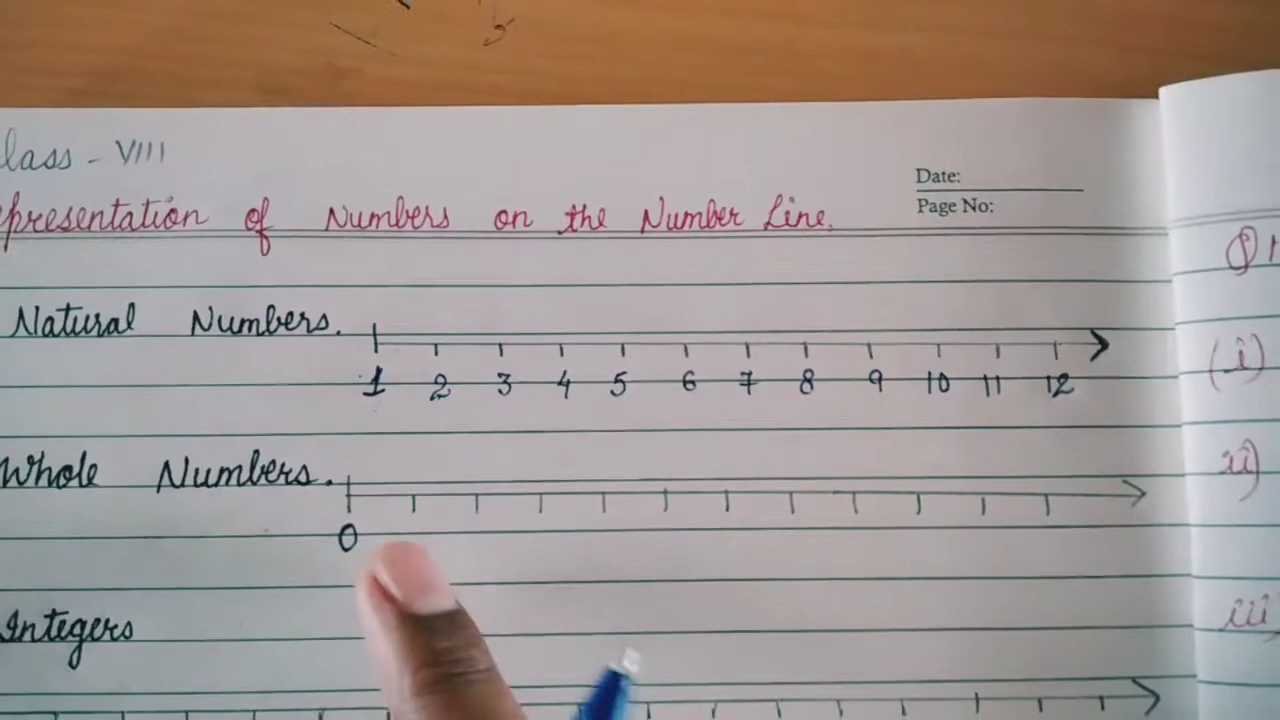 lass - VIII
Date:
Page No:
presentation of Numbers on the Number Line.
Natural Numbers.
1 2 3 4 5 6 7 8 9 10 11 12
Whole Numbers.
0
Integers
(i)
ii)
iii